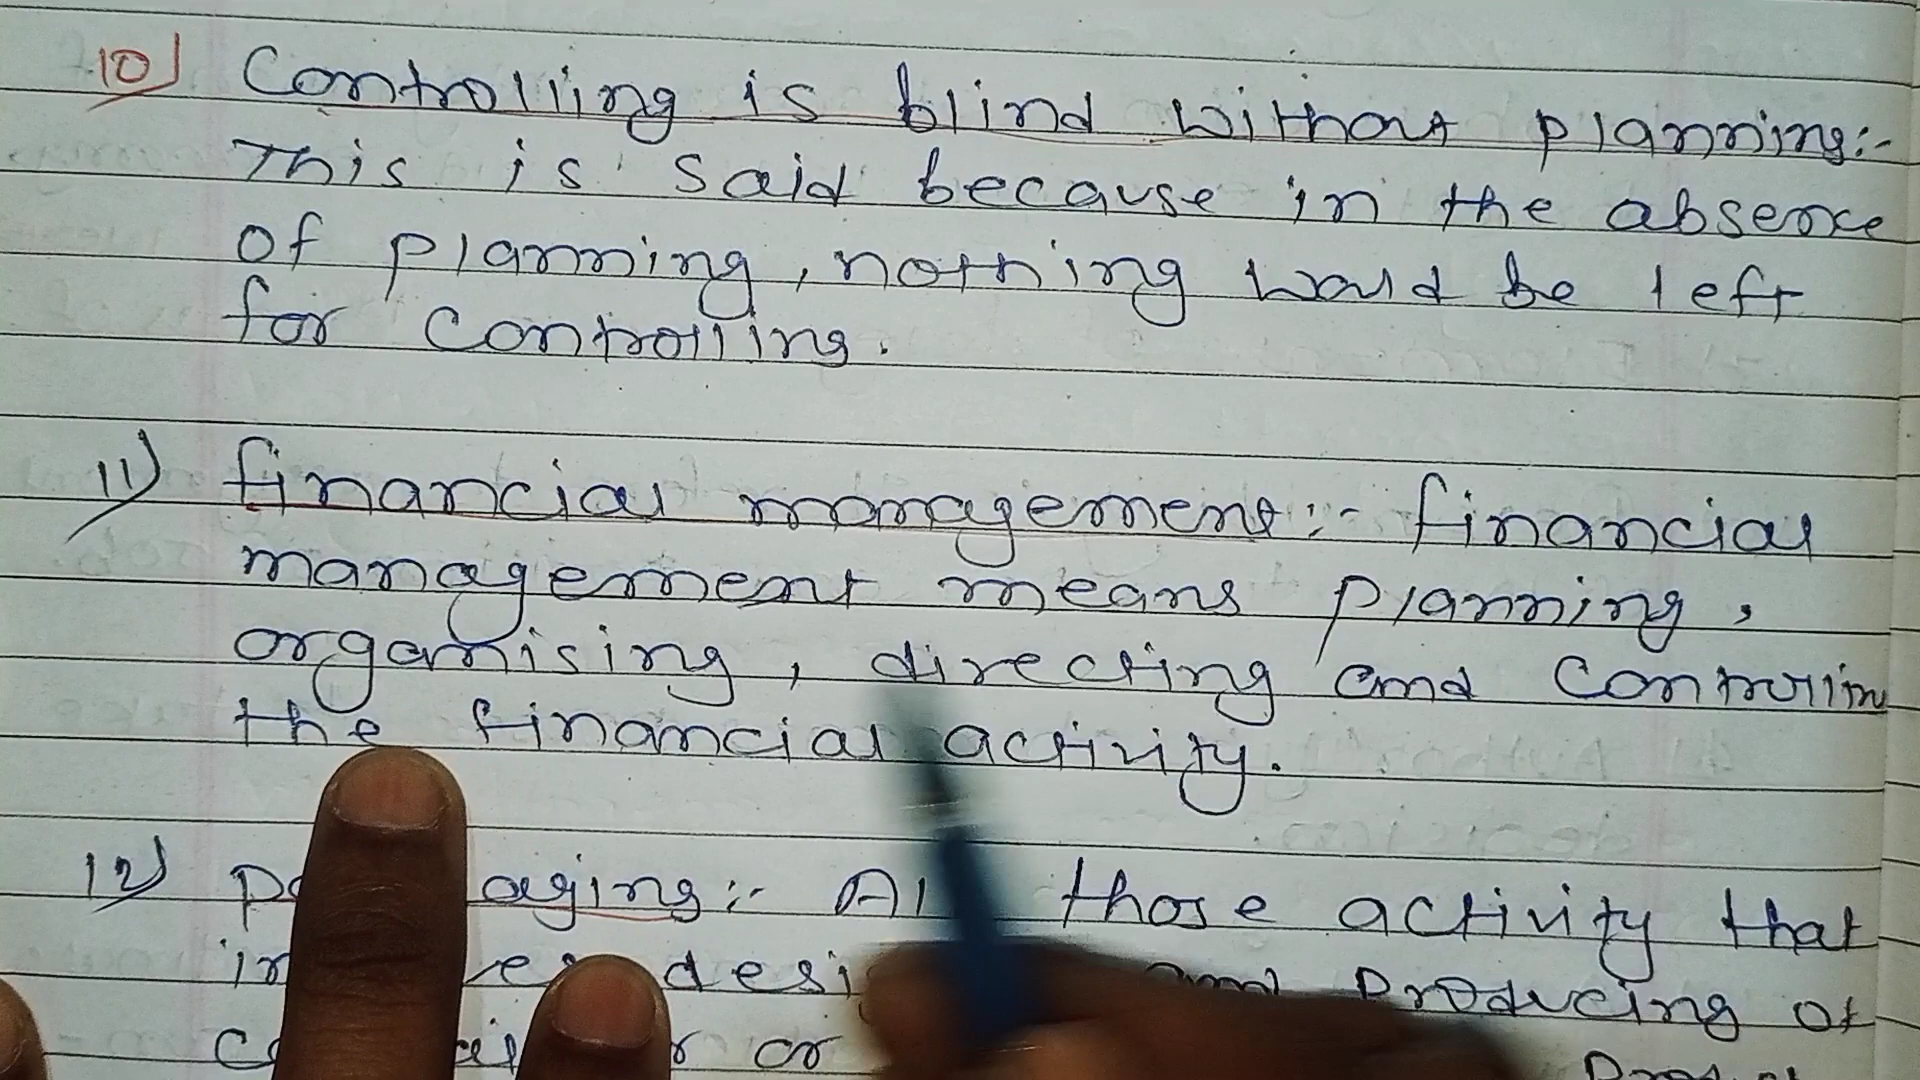 10) Controlling is blind without planning:-
This is said because in the absence
of planning, nothing would be left
for controlling.
11) financial management:- financial
management means planning,
organising, directing and controllin
the financial activity.
12) aging:- Al those activity that
desi and producing of
or